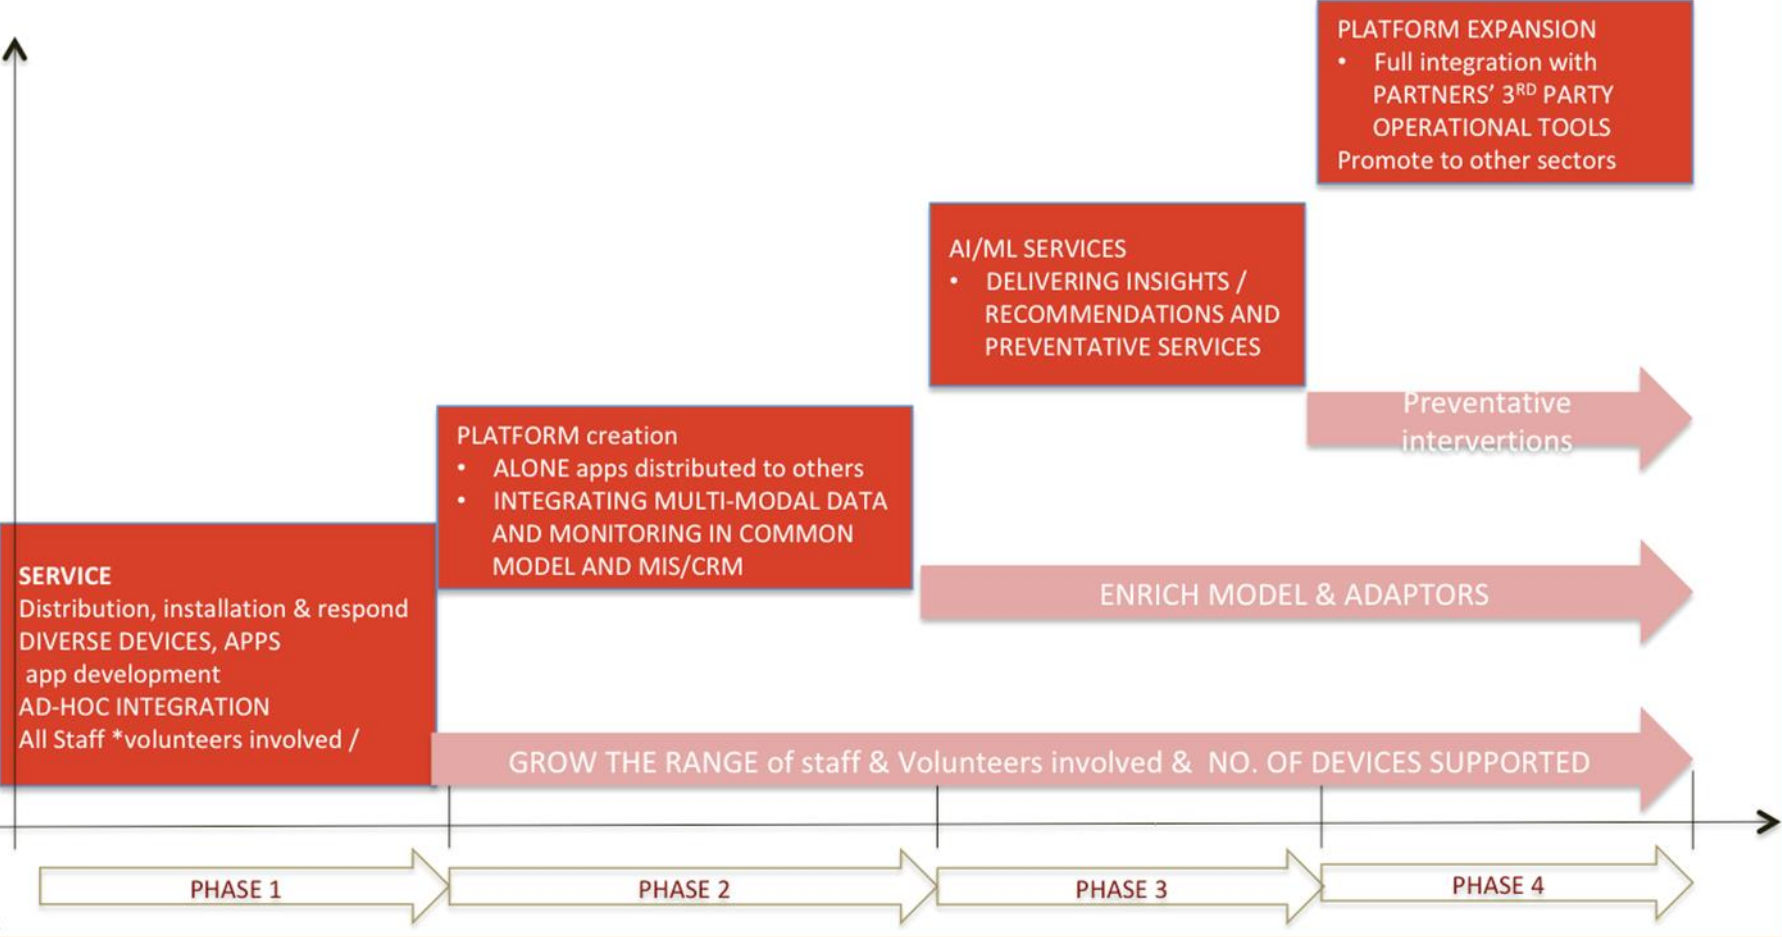 PLATFORM EXPANSION
• Full integration with
PARTNERS’ 3RD PARTY
OPERATIONAL TOOLS
Promote to other sectors
AI/ML SERVICES
• DELIVERING INSIGHTS /
RECOMMENDATIONS AND
PREVENTATIVE SERVICES
Preventative
intervertions
PLATFORM creation
• ALONE apps distributed to others
• INTEGRATING MULTI-MODAL DATA
AND MONITORING IN COMMON
MODEL AND MIS/CRM
ENRICH MODEL & ADAPTORS
SERVICE
Distribution, installation & respond
DIVERSE DEVICES, APPS
app development
AD-HOC INTEGRATION
All Staff *volunteers involved /
GROW THE RANGE of staff & Volunteers involved & NO. OF DEVICES SUPPORTED
PHASE 1
PHASE 2
PHASE 3
PHASE 4